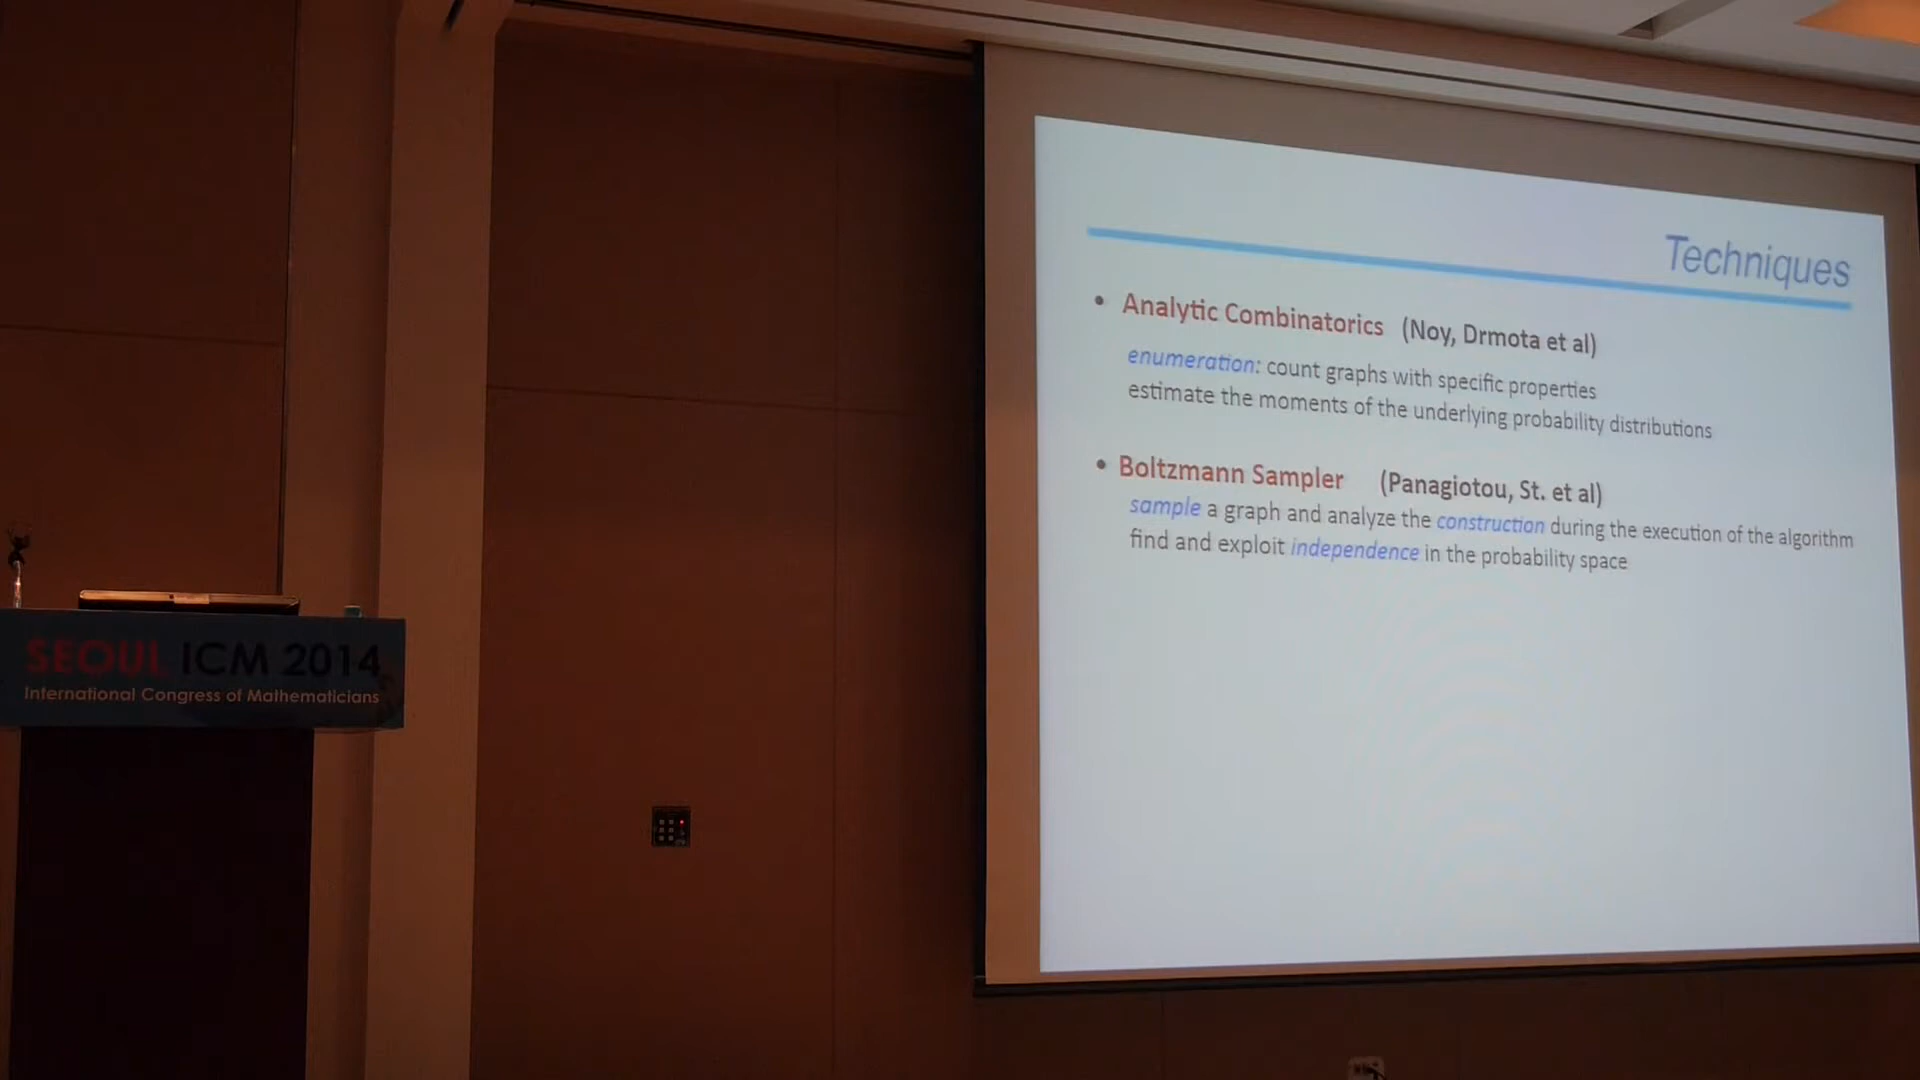 Techniques
• Analytic Combinatorics (Noy, Drmota et al)
enumeration: count graphs with specific properties
estimate the moments of the underlying probability distributions
• Boltzmann Sampler (Panagiotou, St. et al)
sample a graph and analyze the construction during the execution of the algorithm
find and exploit independence in the probability space
SEOUL ICM 2014
International Congress of Mathematicians